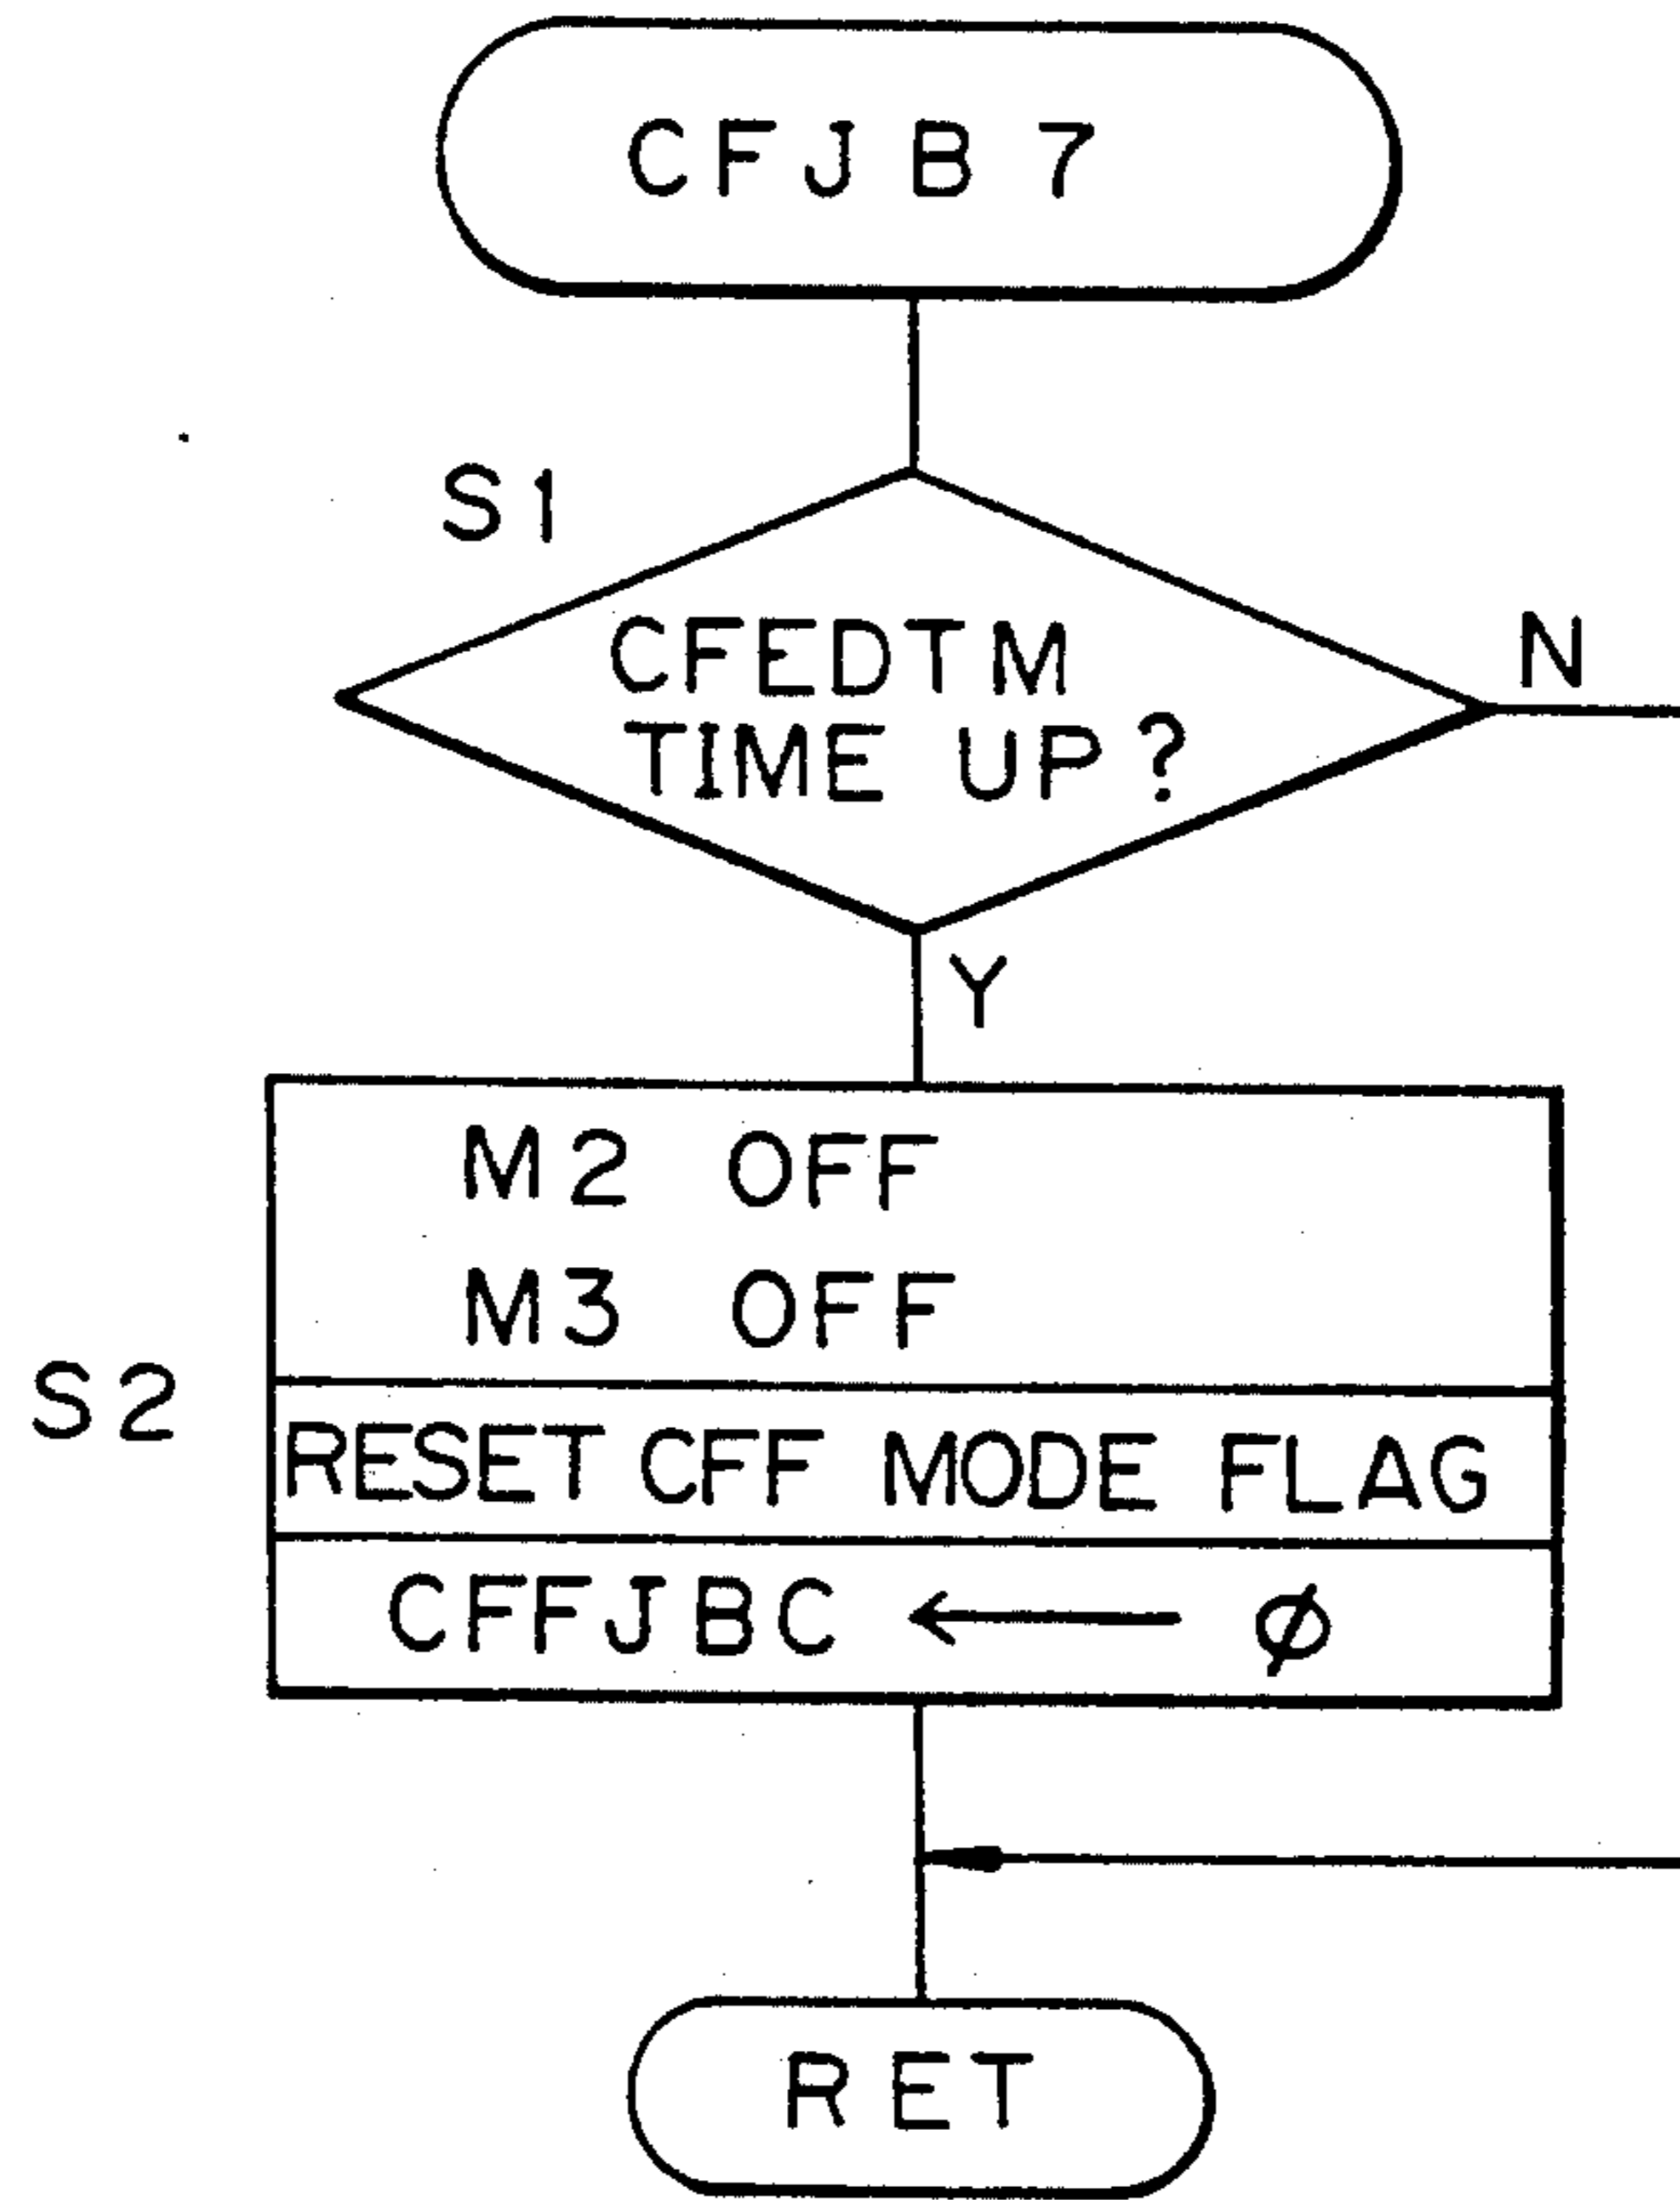 CFJB7
S1
CFEDTM
TIME UP?
N
Y
M2 OFF
M3 OFF
S2
RESET CFF MODE FLAG
CFFJBC ← φ
RET